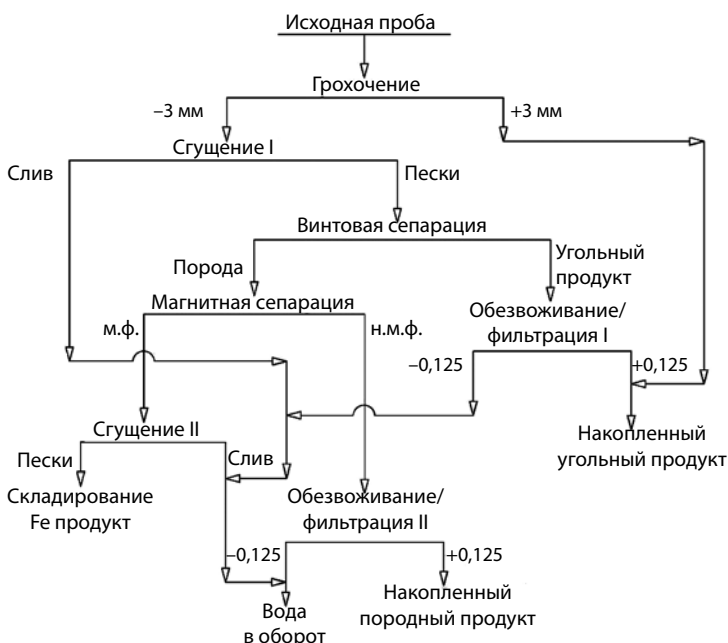 Исходная проба
Грохочение
–3 мм
+3 мм
Сгущение I
Слив
Пески
Винтовая сепарация
Порода
Угольный
продукт
Магнитная сепарация
м.ф.
н.м.ф.
Обезвоживание/
фильтрация I
–0,125
+0,125
Сгущение II
Накопленный
угольный продукт
Пески
Слив
Складирование
Fe продукт
Обезвоживание/
фильтрация II
–0,125
+0,125
Вода
в оборот
Накопленный
породный продукт